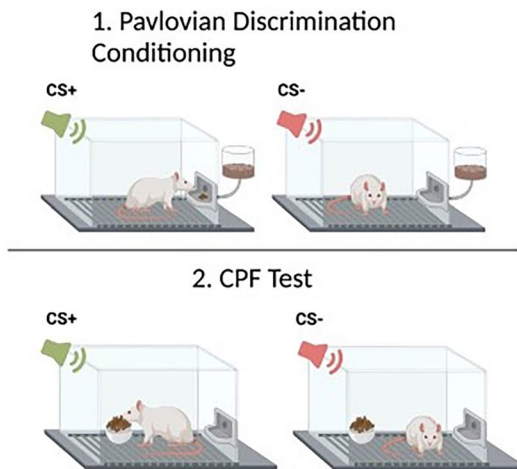 1. Pavlovian Discrimination
Conditioning
CS+
CS-
2. CPF Test
CS+
CS-